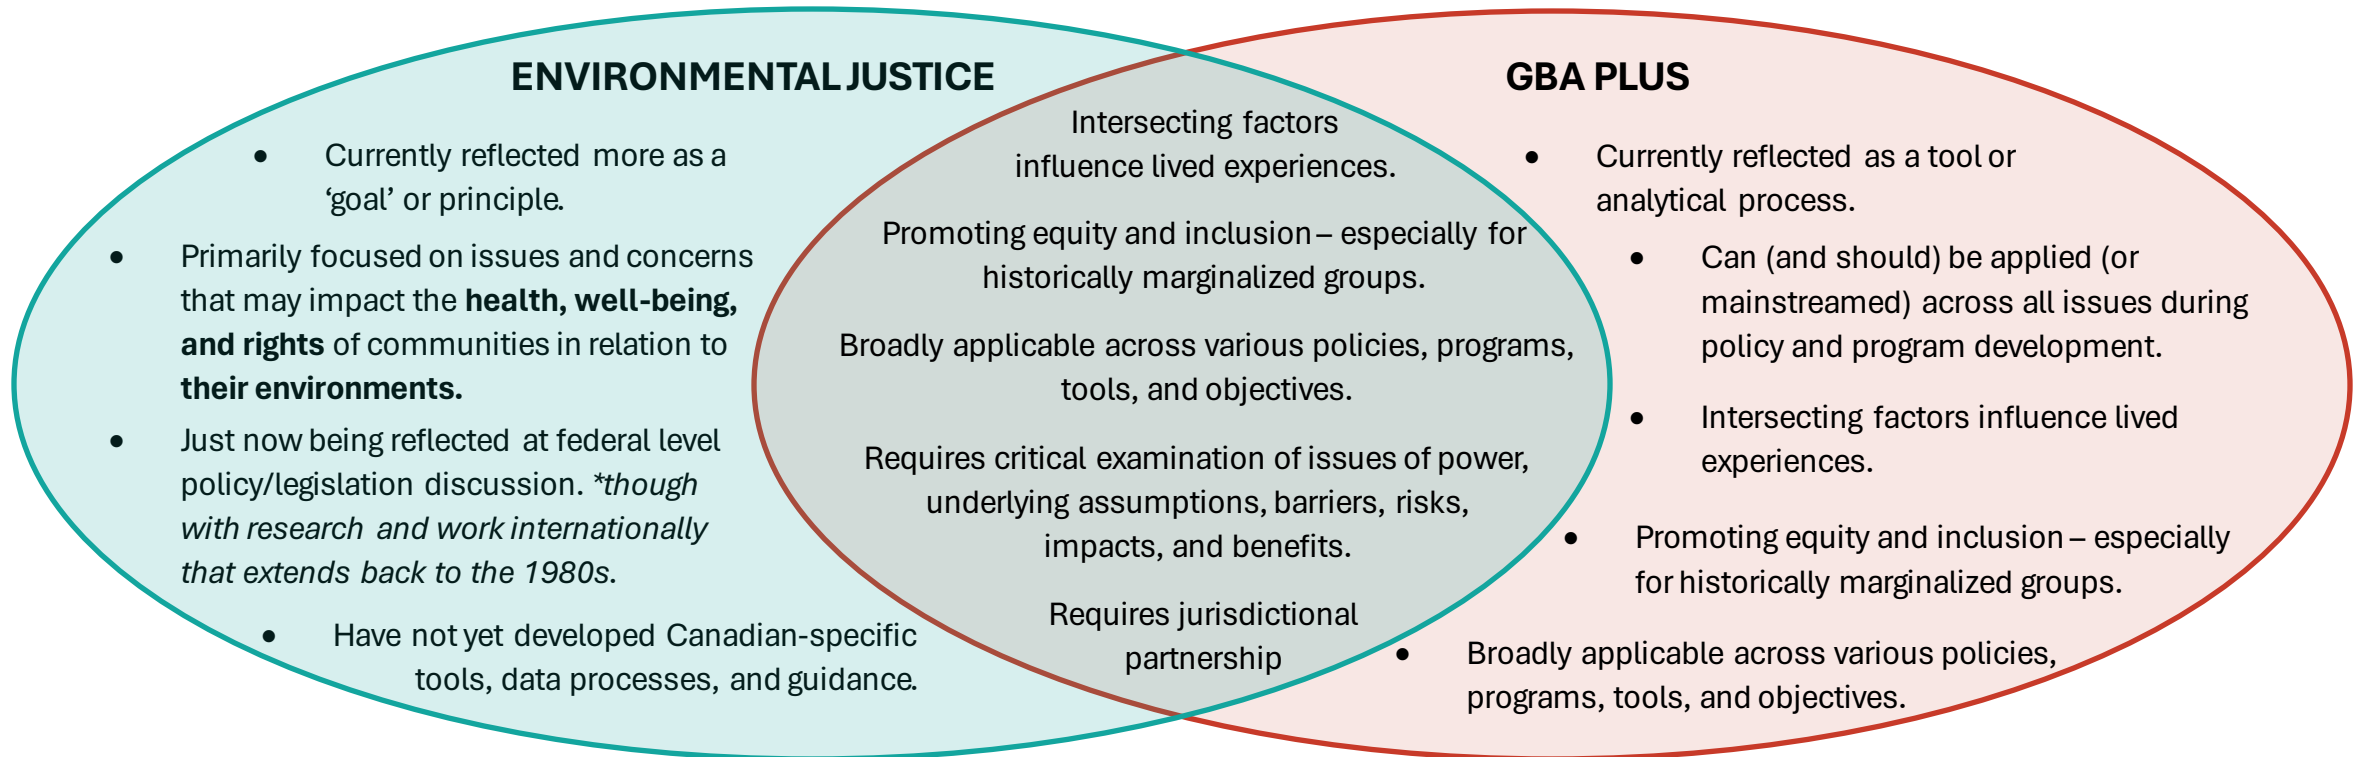 ENVIRONMENTAL JUSTICE
• Currently reflected more as a
‘goal’ or principle.
• Primarily focused on issues and concerns
that may impact the health, well-being,
and rights of communities in relation to
their environments.
• Just now being reflected at federal level
policy/legislation discussion. *though
with research and work internationally
that extends back to the 1980s.
• Have not yet developed Canadian-specific
tools, data processes, and guidance.
Intersecting factors
influence lived experiences.
Promoting equity and inclusion – especially for
historically marginalized groups.
Broadly applicable across various policies, programs,
tools, and objectives.
Requires critical examination of issues of power,
underlying assumptions, barriers, risks,
impacts, and benefits.
Requires jurisdictional
partnership
GBA PLUS
• Currently reflected as a tool or
analytical process.
• Can (and should) be applied (or
mainstreamed) across all issues during
policy and program development.
• Intersecting factors influence lived
experiences.
• Promoting equity and inclusion – especially
for historically marginalized groups.
• Broadly applicable across various policies,
programs, tools, and objectives.